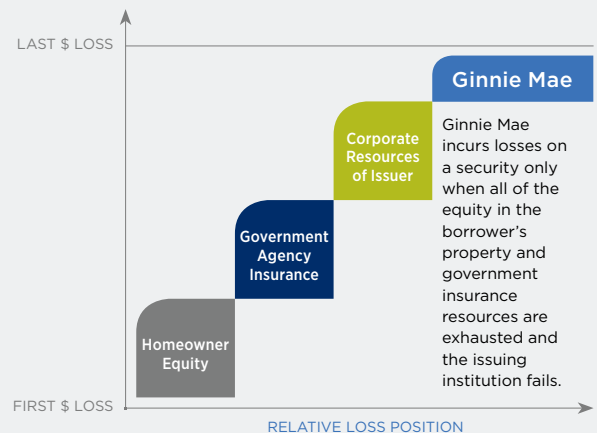 LAST $ LOSS
Ginnie Mae
Ginnie Mae
incurs losses on
a security only
when all of the
equity in the
borrower's
property and
government
insurance
resources are
exhausted and
the issuing
institution fails.
Corporate
Resources
of Issuer
Government
Agency
Insurance
Homeowner
Equity
FIRST $ LOSS
RELATIVE LOSS POSITION